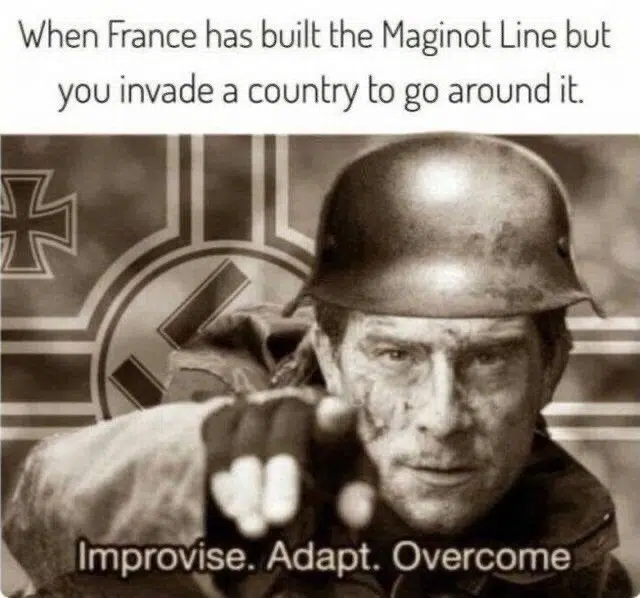 When France has built the Maginot Line but
you invade a country to go around it.
Improvise. Adapt. Overcome